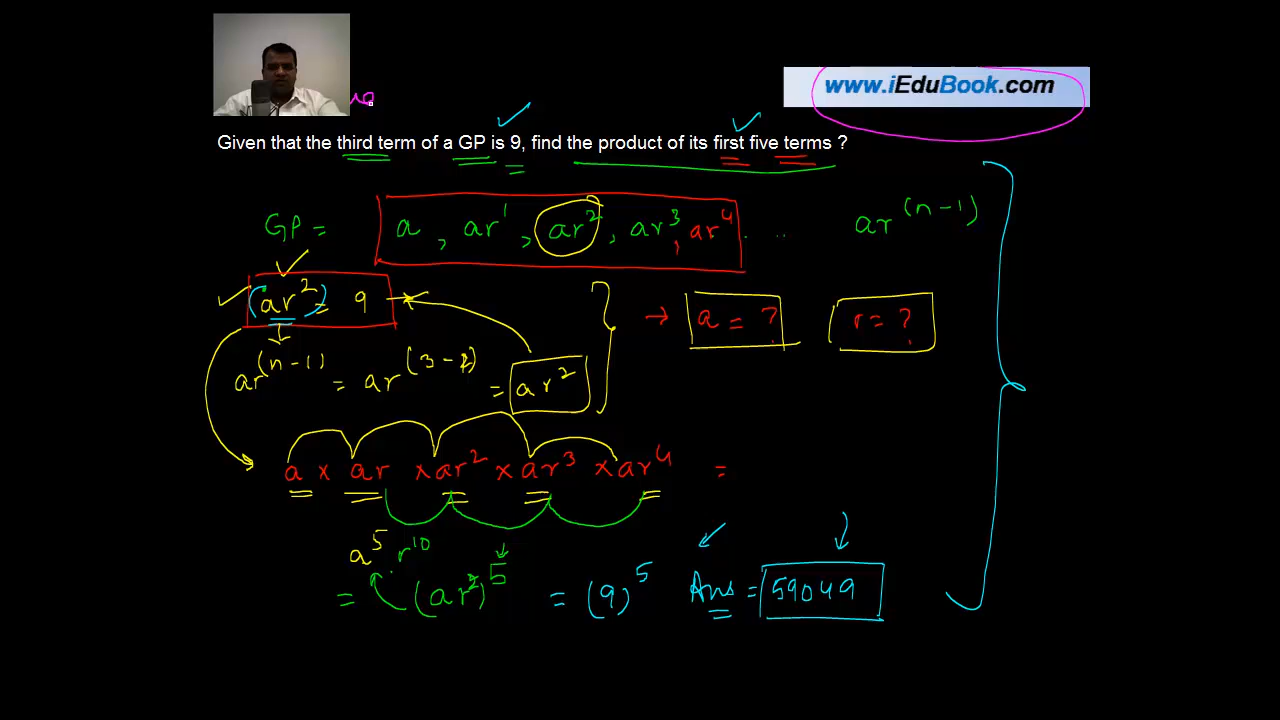 www.iEduBook.com
Given that the third term of a GP is 9, find the product of its first five terms ?
GP = a , ar¹ , ar² , ar³ , ar⁴ . .. ar^(n-1)
(ar²) = 9
→ a = ? r = ?
ar^(n-1) = ar^(3-1) = ar²
a × ar × ar² × ar³ × ar⁴ =
a⁵ . r¹⁰
= (ar²)⁵ = (9)⁵ Ans = 59049